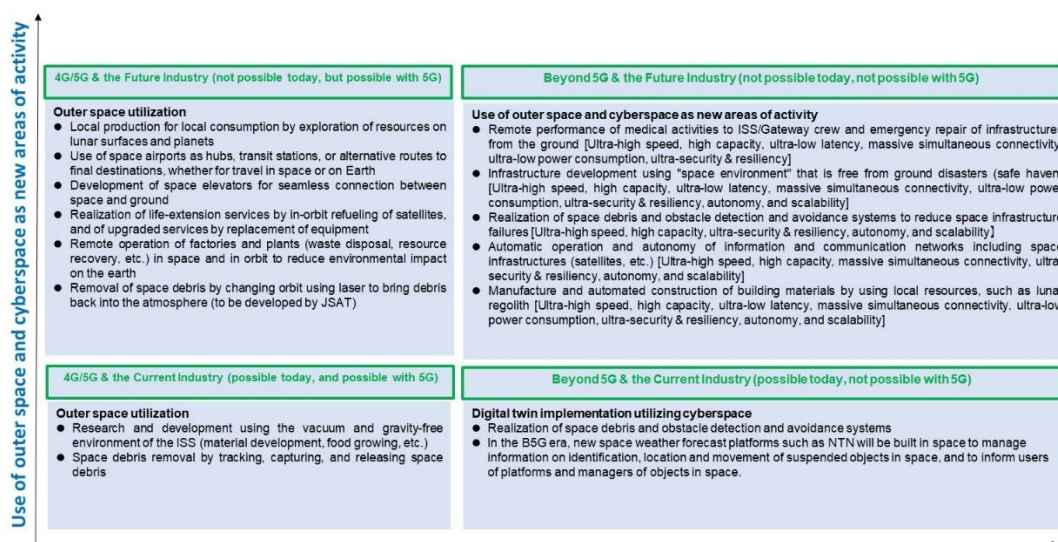 Use of outer space and cyberspace as new areas of activity
4G/5G & the Future Industry (not possible today, but possible with 5G)
Outer space utilization
● Local production for local consumption by exploration of resources on
lunar surfaces and planets
● Use of space airports as hubs, transit stations, or alternative routes to
final destinations, whether for travel in space or on Earth
● Development of space elevators for seamless connection between
space and ground
● Realization of life-extension services by in-orbit refueling of satellites,
and of upgraded services by replacement of equipment
● Remote operation of factories and plants (waste disposal, resource
recovery, etc.) in space and in orbit to reduce environmental impact
on the earth
● Removal of space debris by changing orbit using laser to bring debris
back into the atmosphere (to be developed by JSAT)
Beyond 5G & the Future Industry (not possible today, not possible with 5G)
Use of outer space and cyberspace as new areas of activity
● Remote performance of medical activities to ISS/Gateway crew and emergency repair of infrastructure
from the ground [Ultra-high speed, high capacity, ultra-low latency, massive simultaneous connectivity
ultra-low power consumption, ultra-security & resiliency]
● Infrastructure development using "space environment" that is free from ground disasters (safe haven
[Ultra-high speed, high capacity, ultra-low latency, massive simultaneous connectivity, ultra-low power
consumption, ultra-security & resiliency, autonomy, and scalability]
● Realization of space debris and obstacle detection and avoidance systems to reduce space infrastructure
failures [Ultra-high speed, high capacity, ultra-security & resiliency, autonomy, and scalability】
● Automatic operation and autonomy of information and communication networks including space
infrastructures (satellites, etc.) [Ultra-high speed, high capacity, massive simultaneous connectivity, ultra
security & resiliency, autonomy, and scalability]
● Manufacture and automated construction of building materials by using local resources, such as luna
regolith [Ultra-high speed, high capacity, ultra-low latency, massive simultaneous connectivity, ultra-low
power consumption, ultra-security & resiliency, autonomy, and scalability]
4G/5G & the Current Industry (possible today, and possible with 5G)
Outer space utilization
● Research and development using the vacuum and gravity-free
environment of the ISS (material development, food growing, etc.)
● Space debris removal by tracking, capturing, and releasing space
debris
Beyond 5G & the Current Industry (possible today, not possible with 5G)
Digital twin implementation utilizing cyberspace
● Realization of space debris and obstacle detection and avoidance systems
● In the B5G era, new space weather forecast platforms such as NTN will be built in space to manage
information on identification, location and movement of suspended objects in space, and to inform users
of platforms and managers of objects in space.